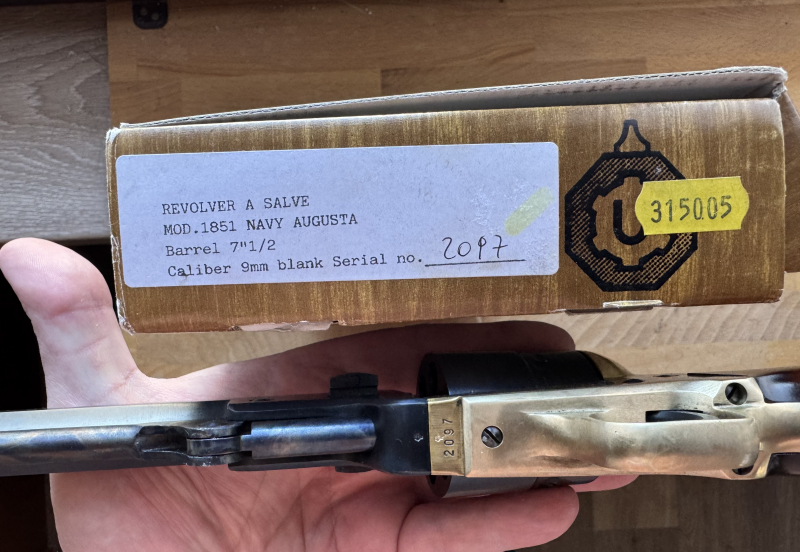 REVOLVER A SALVE
MOD.1851 NAVY AUGUSTA
Barrel 7"1/2
Caliber 9mm blank Serial no. 2097
U
315005
2097